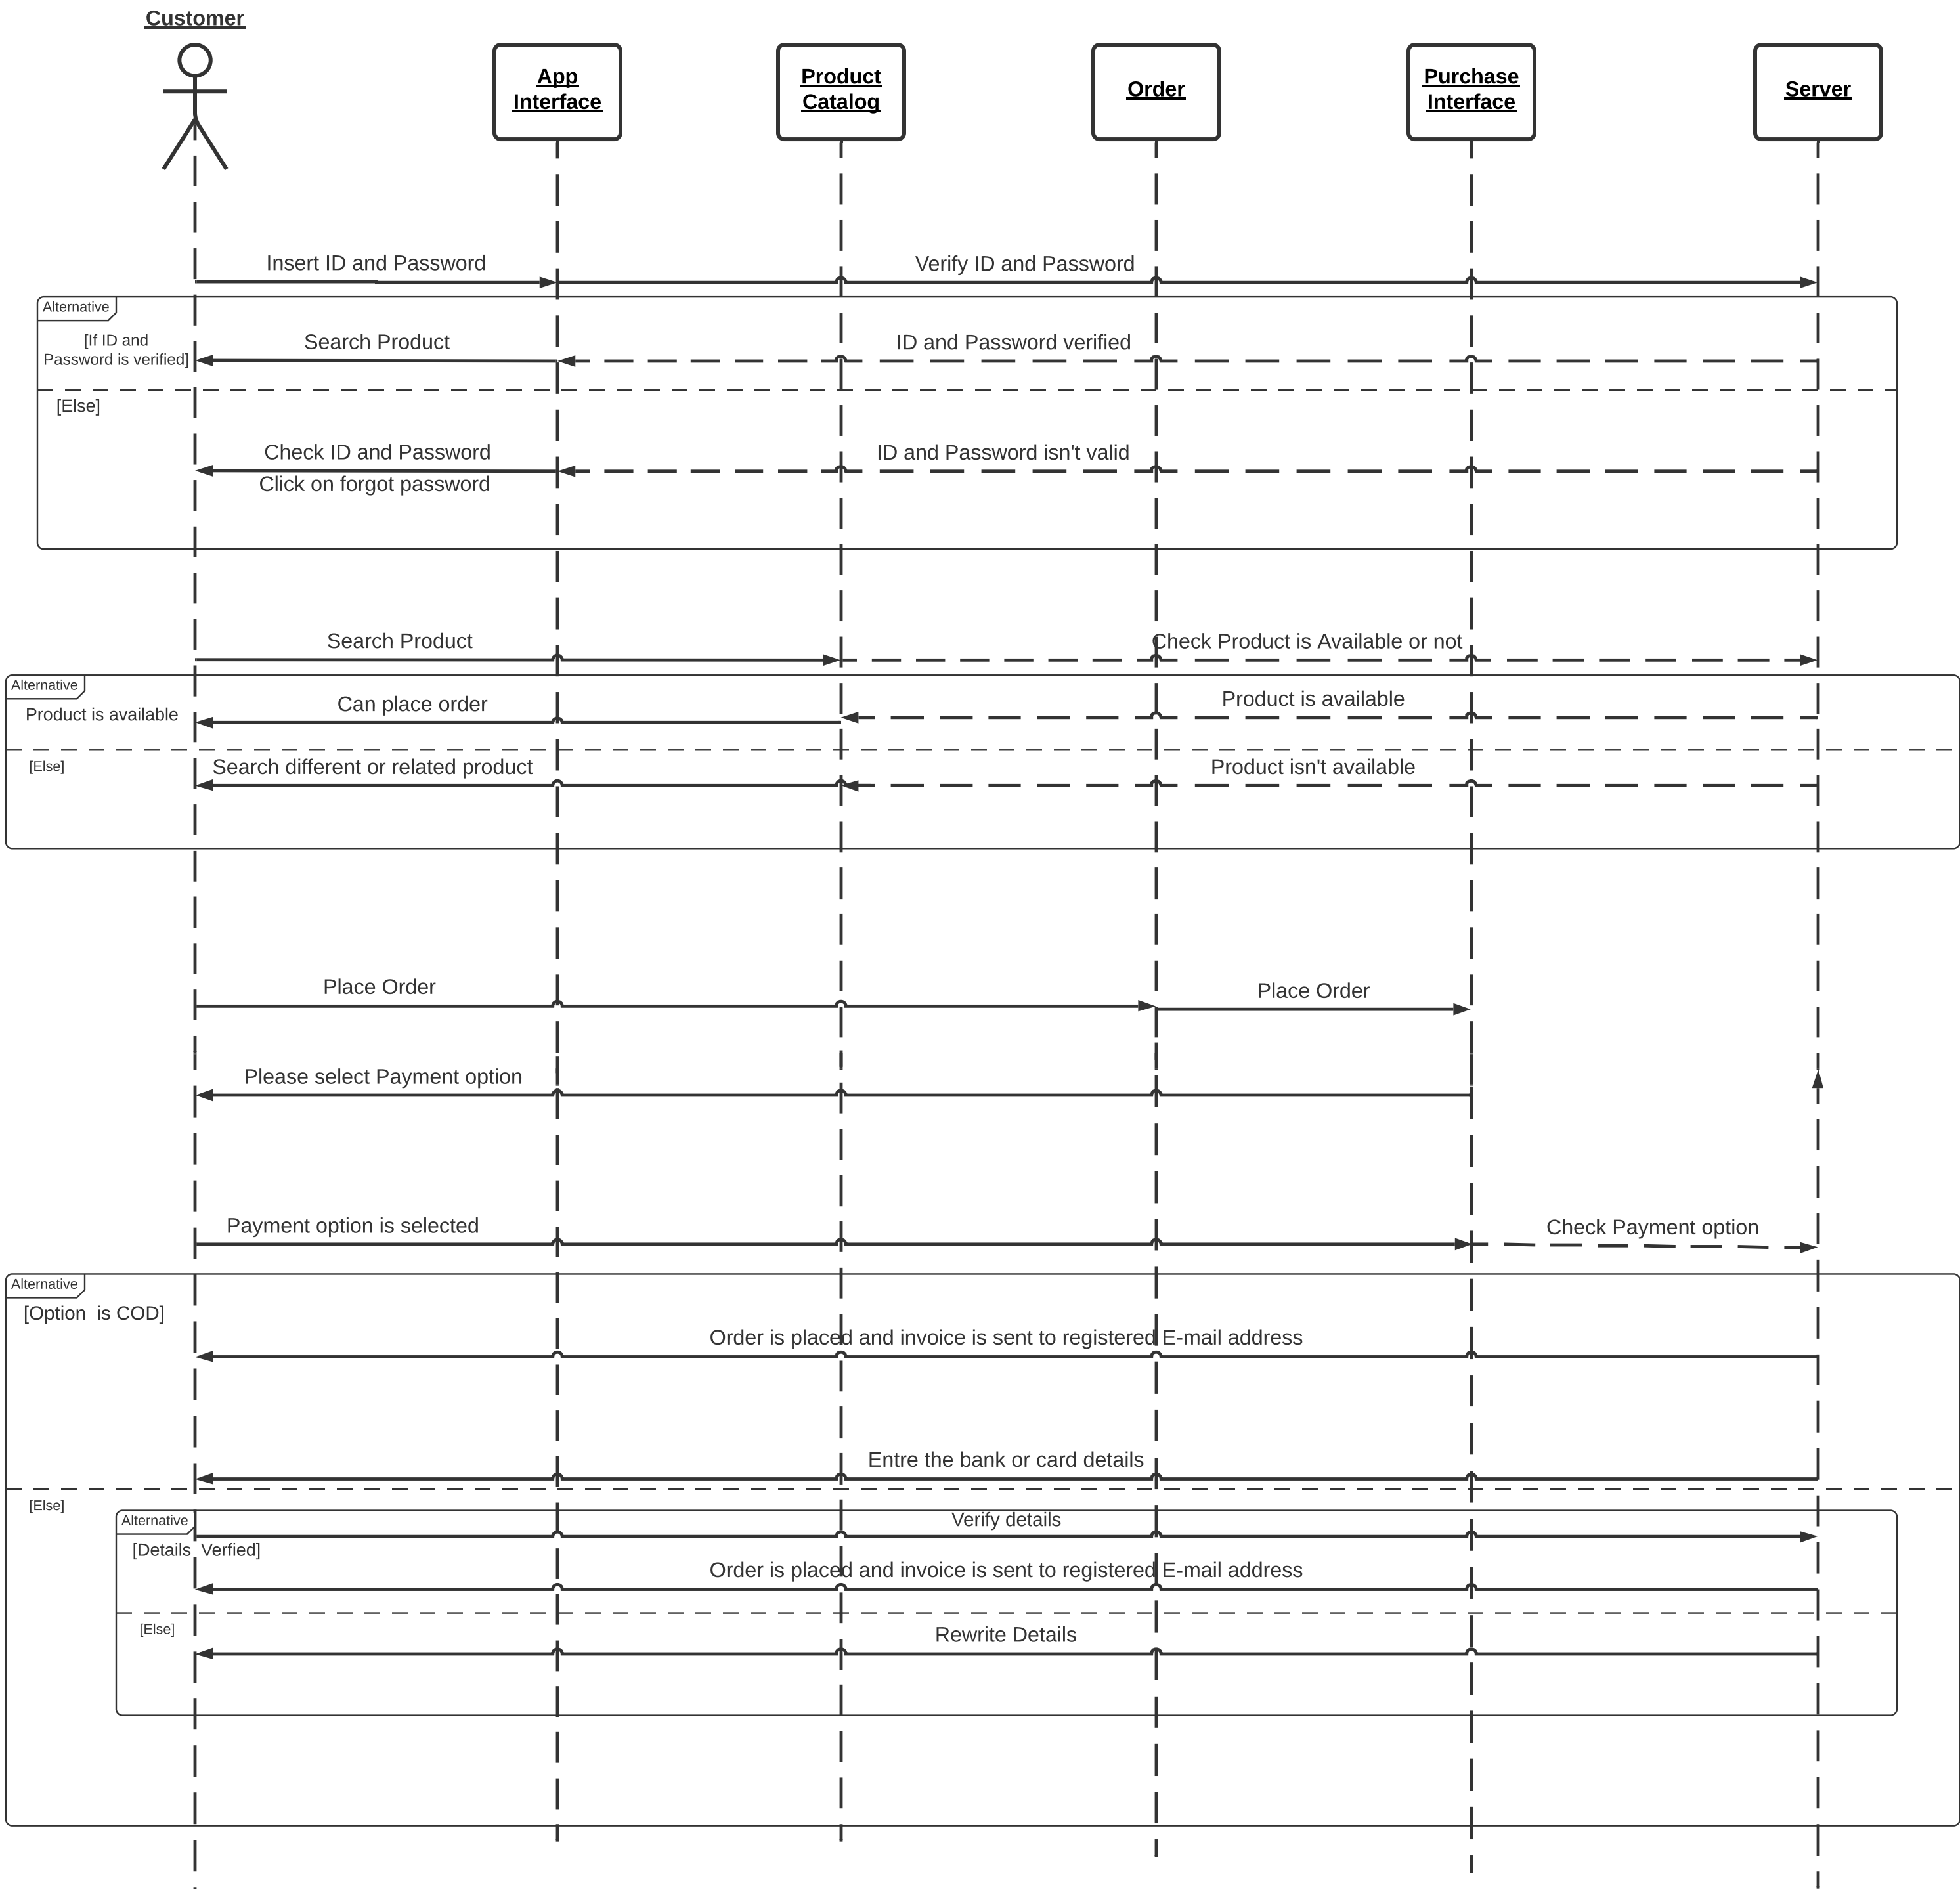 Customer
App
Interface
Product
Catalog
Order
Purchase
Interface
Server
Insert ID and Password
Verify ID and Password
Alternative
[If ID and
Password is verified]
Search Product
ID and Password verified
[Else]
Check ID and Password
ID and Password isn't valid
Click on forgot password
Search Product
Check Product is Available or not
Alternative
Product is available
Can place order
Product is available
[Else]
Search different or related product
Product isn't available
Place Order
Place Order
Please select Payment option
Payment option is selected
Check Payment option
Alternative
[Option  is COD]
Order is placed and invoice is sent to registered E-mail address
Entre the bank or card details
[Else]
Alternative
Verify details
[Details  Verfied]
Order is placed and invoice is sent to registered E-mail address
[Else]
Rewrite Details